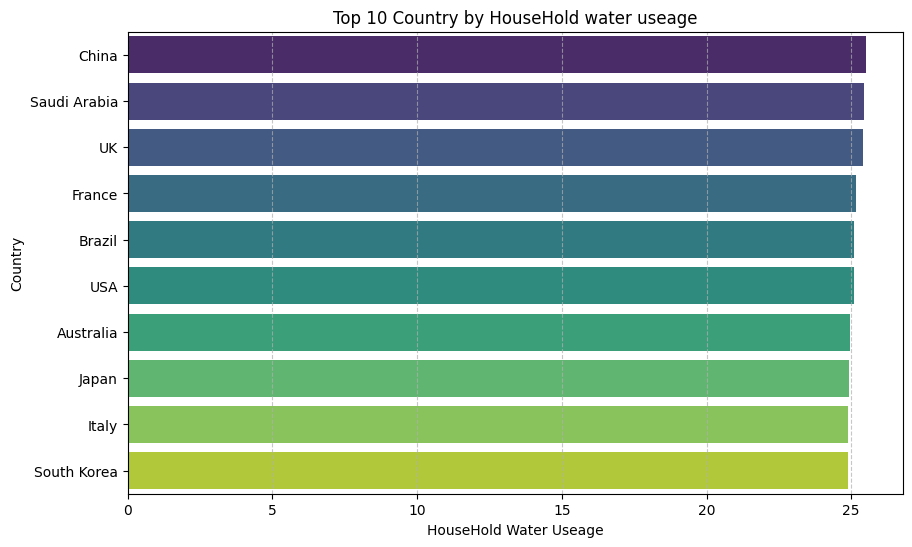 Top 10 Country by HouseHold water useage
China
Saudi Arabia
UK
France
Brazil
USA
Australia
Japan
Italy
South Korea
Country
0 5 10 15 20 25
HouseHold Water Useage